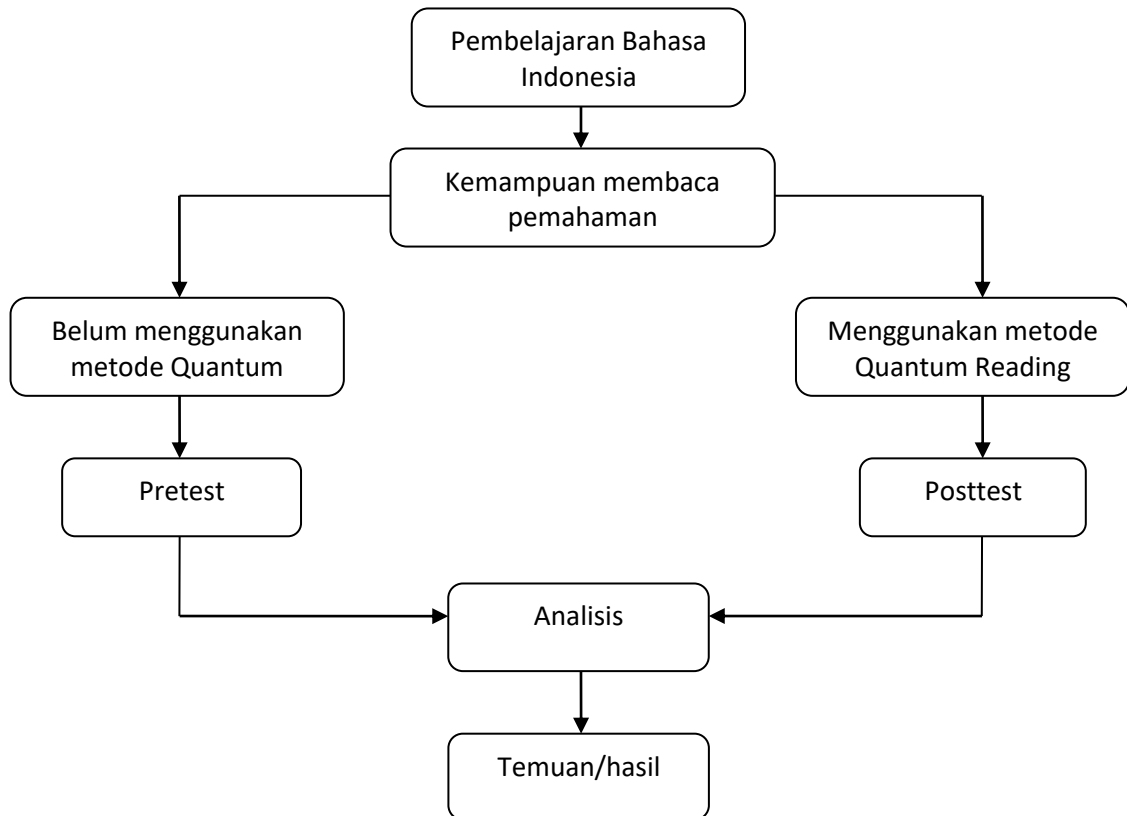 Pembelajaran Bahasa
Indonesia
Kemampuan membaca
pemahaman
Belum menggunakan
metode Quantum
Menggunakan metode
Quantum Reading
Pretest
Posttest
Analisis
Temuan/hasil